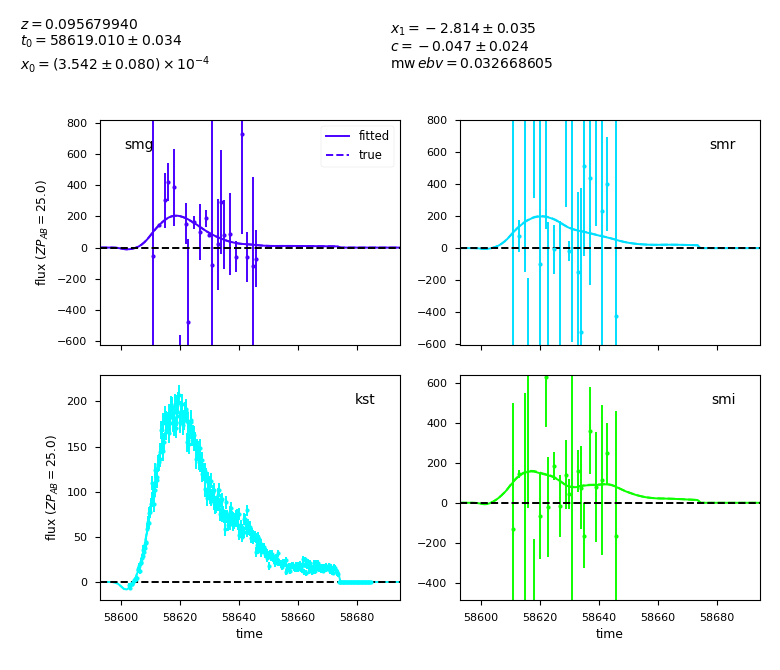 z = 0.095679940
t₀ = 58619.010 ± 0.034
x₀ = (3.542 ± 0.080) × 10⁻⁴
x₁ = −2.814 ± 0.035
c = −0.047 ± 0.024
mw ebv = 0.032668605
800
600
400
200
0
−200
−400
−600
flux (ZP_AB = 25.0)
smg
fitted
true
800
600
400
200
0
−200
−400
−600
smr
200
150
100
50
0
flux (ZP_AB = 25.0)
kst
58600 58620 58640 58660 58680
time
600
400
200
0
−200
−400
smi
58600 58620 58640 58660 58680
time